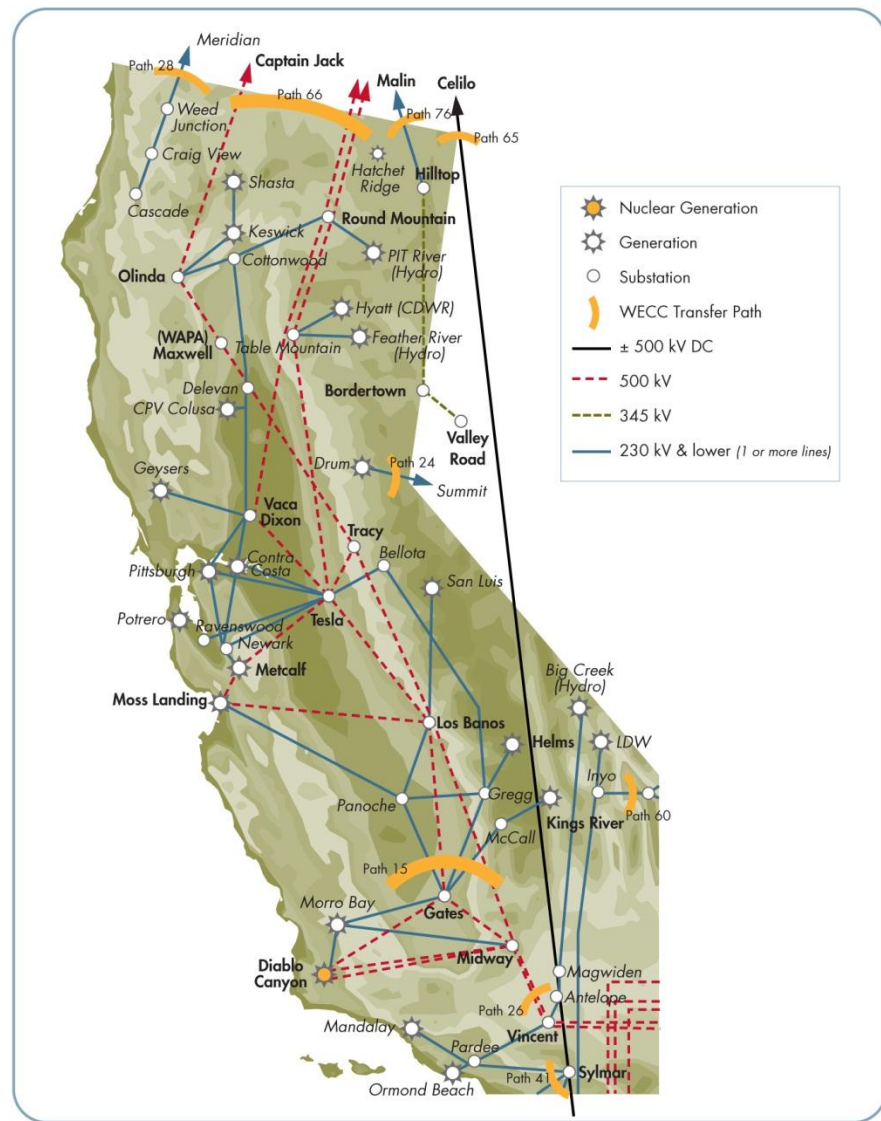 Meridian
Path 28
Captain Jack
Path 66
Malin
Celilo
Path 76
Path 65
Weed
Junction
Craig View
Cascade
Shasta
Hatchet
Ridge
Hilltop
Keswick
Round Mountain
Cottonwood
PIT River
(Hydro)
Olinda
Hyatt (CDWR)
(WAPA)
Maxwell
Table Mountain
Feather River
(Hydro)
Delevan
CPV Colusa
Bordertown
Valley
Road
Geysers
Drum
Path 24
Summit
Vaca
Dixon
Tracy
Bellota
Pittsburgh
Contra
Costa
San Luis
Potrero
Ravenswood
Newark
Tesla
Metcalf
Moss Landing
Big Creek
(Hydro)
Los Banos
Helms
LDW
Panoche
Gregg
Inyo
Kings River
Path 60
McCall
Path 15
Morro Bay
Gates
Diablo
Canyon
Midway
Magwiden
Antelope
Path 26
Vincent
Mandalay
Pardee
Ormond Beach
Path 41
Sylmar
Nuclear Generation
Generation
Substation
WECC Transfer Path
± 500 kV DC
500 kV
345 kV
230 kV & lower (1 or more lines)